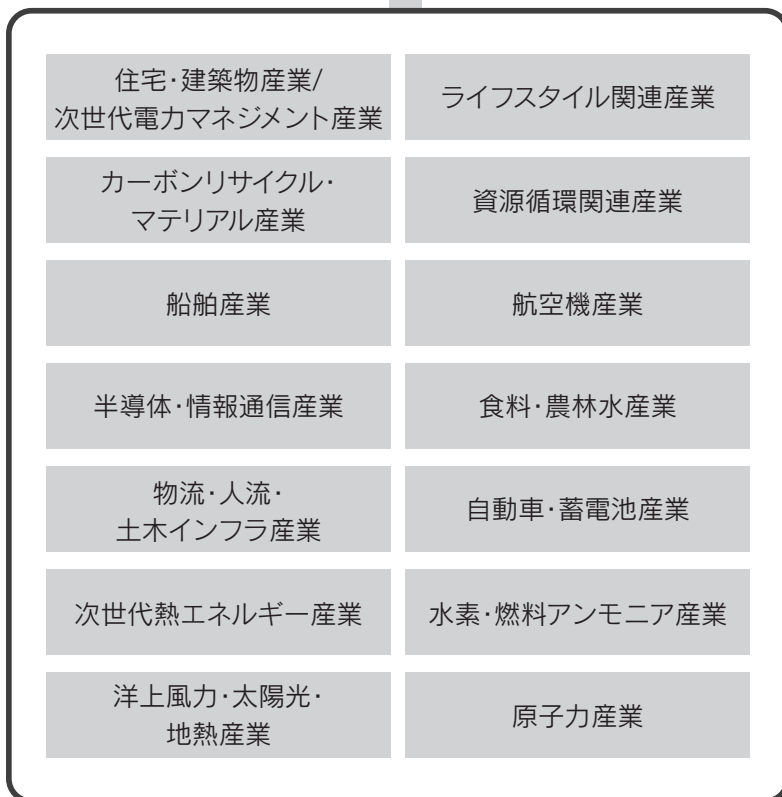 住宅・建築物産業/
次世代電力マネジメント産業
ライフスタイル関連産業
カーボンリサイクル・
マテリアル産業
資源循環関連産業
船舶産業
航空機産業
半導体・情報通信産業
食料・農林水産業
物流・人流・
土木インフラ産業
自動車・蓄電池産業
次世代熱エネルギー産業
水素・燃料アンモニア産業
洋上風力・太陽光・
地熱産業
原子力産業